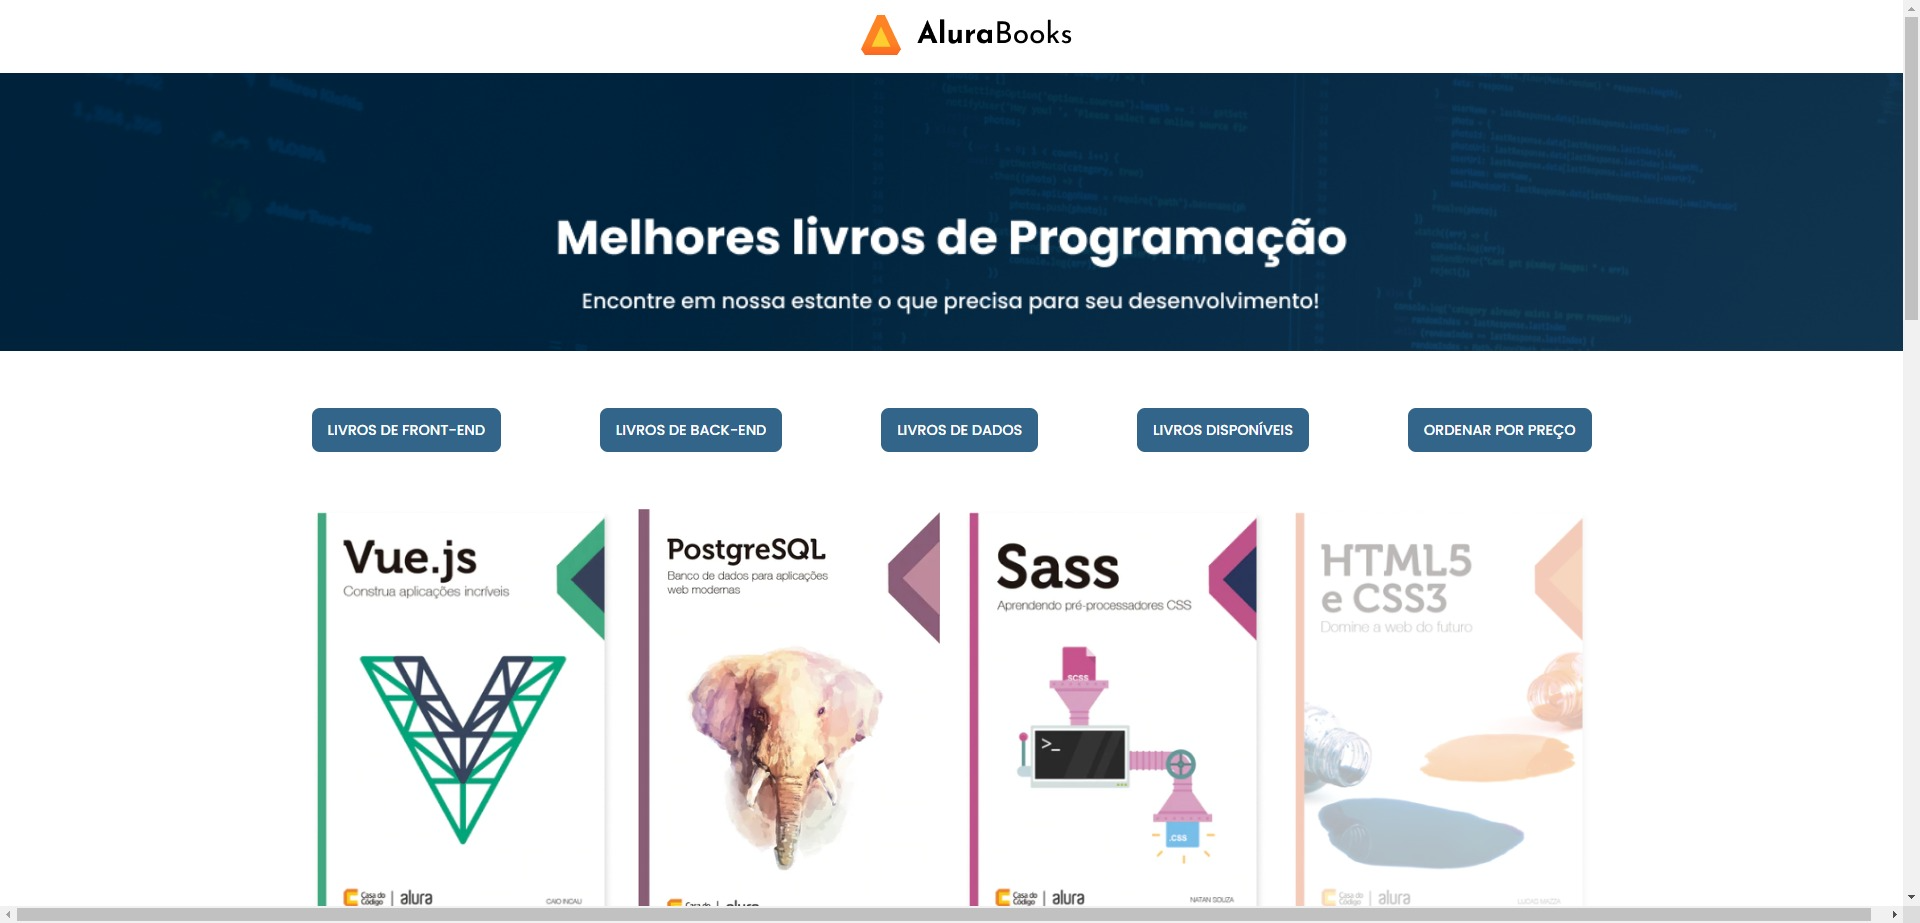 AluraBooks
Melhores livros de Programação
Encontre em nossa estante o que precisa para seu desenvolvimento!
LIVROS DE FRONT-END
LIVROS DE BACK-END
LIVROS DE DADOS
LIVROS DISPONÍVEIS
ORDENAR POR PREÇO
Vue.js
Construa aplicações incríveis
Casa do
Código
alura
CAIO INCAU
PostgreSQL
Banco de dados para aplicações
web modernas
Casa do
alura
Sass
Aprendendo pré-processadores CSS
SCSS
>_
.CSS
Casa do
Código
alura
NATAN SOUZA
HTML5
e CSS3
Domine a web do futuro
Casa do
Código
alura
LUCAS MAZZA